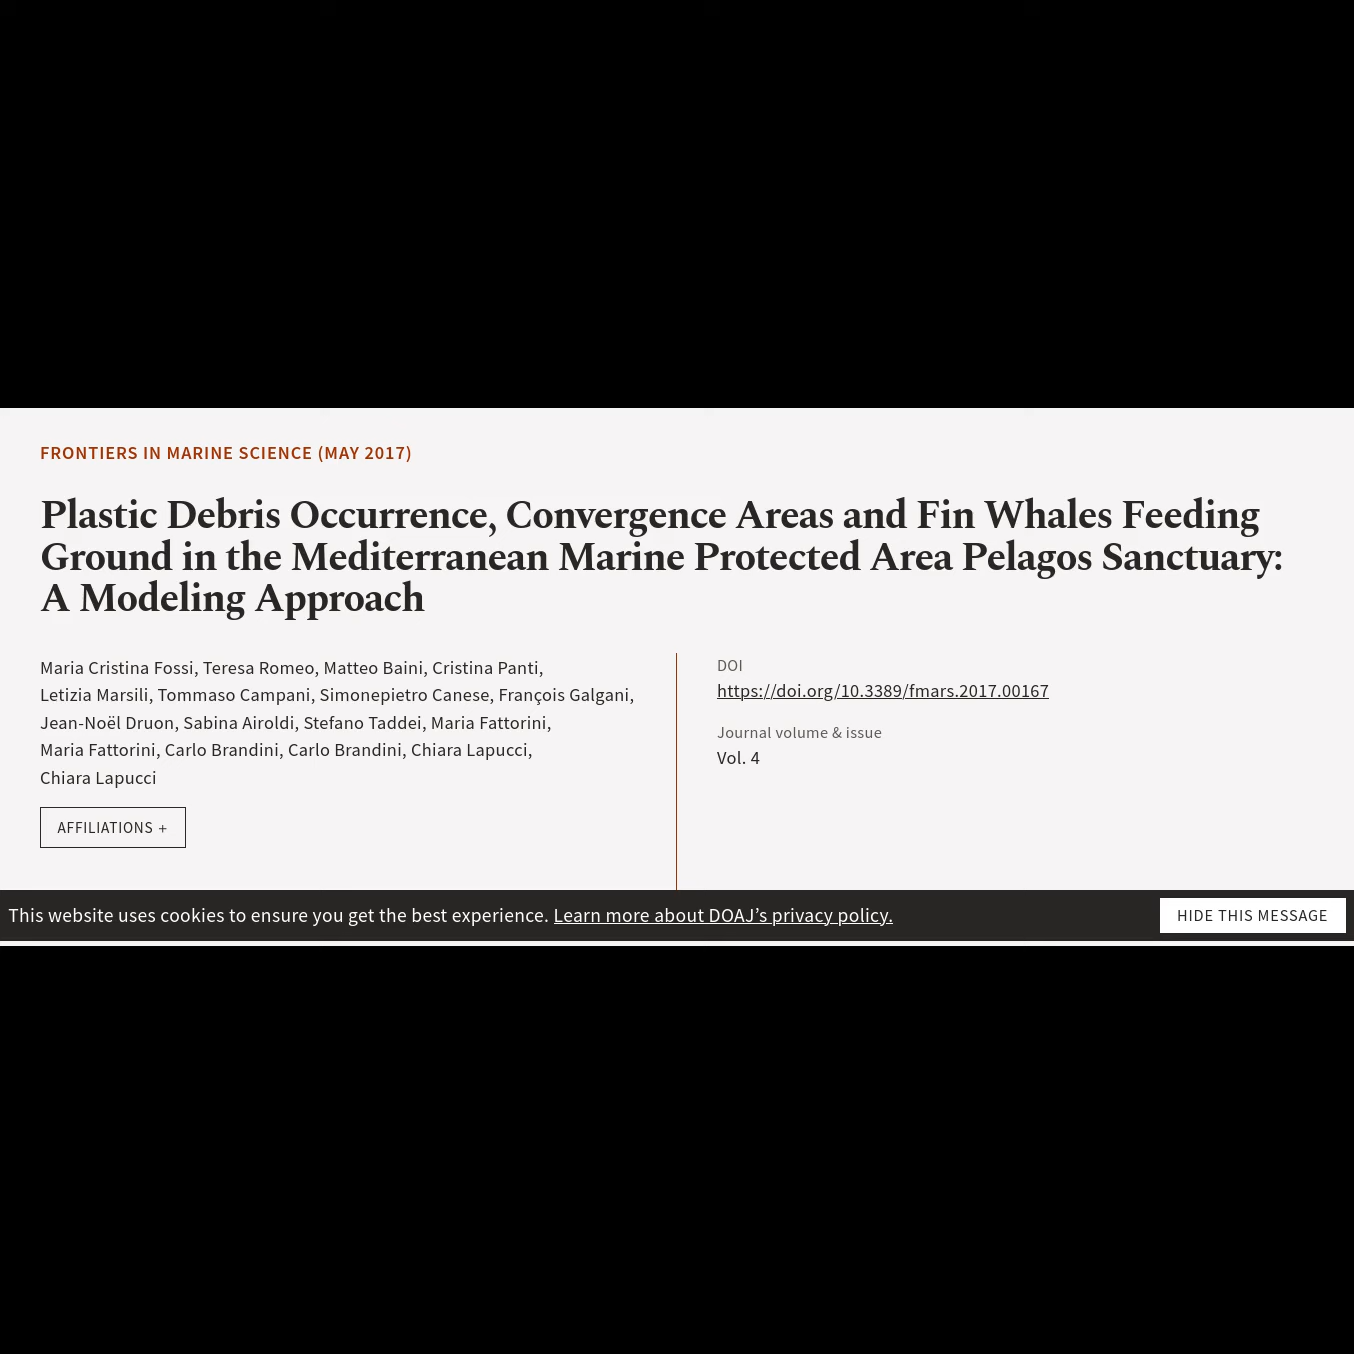 FRONTIERS IN MARINE SCIENCE (MAY 2017)
Plastic Debris Occurrence, Convergence Areas and Fin Whales Feeding
Ground in the Mediterranean Marine Protected Area Pelagos Sanctuary:
A Modeling Approach
Maria Cristina Fossi, Teresa Romeo, Matteo Baini, Cristina Panti,
Letizia Marsili, Tommaso Campani, Simonepietro Canese, François Galgani,
Jean-Noël Druon, Sabina Airoldi, Stefano Taddei, Maria Fattorini,
Maria Fattorini, Carlo Brandini, Carlo Brandini, Chiara Lapucci,
Chiara Lapucci
AFFILIATIONS +
DOI
https://doi.org/10.3389/fmars.2017.00167
Journal volume & issue
Vol. 4
This website uses cookies to ensure you get the best experience. Learn more about DOAJ’s privacy policy.
HIDE THIS MESSAGE